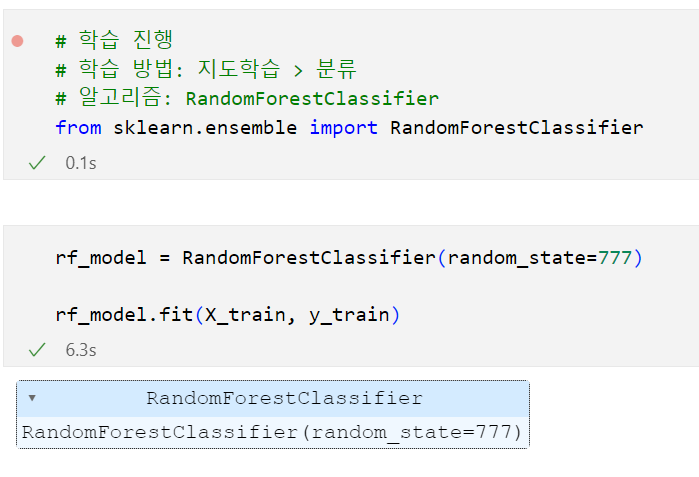 # 학습 진행
# 학습 방법: 지도학습 > 분류
# 알고리즘: RandomForestClassifier
from sklearn.ensemble import RandomForestClassifier
0.1s
rf_model = RandomForestClassifier(random_state=777)
rf_model.fit(X_train, y_train)
6.3s
RandomForestClassifier
RandomForestClassifier(random_state=777)